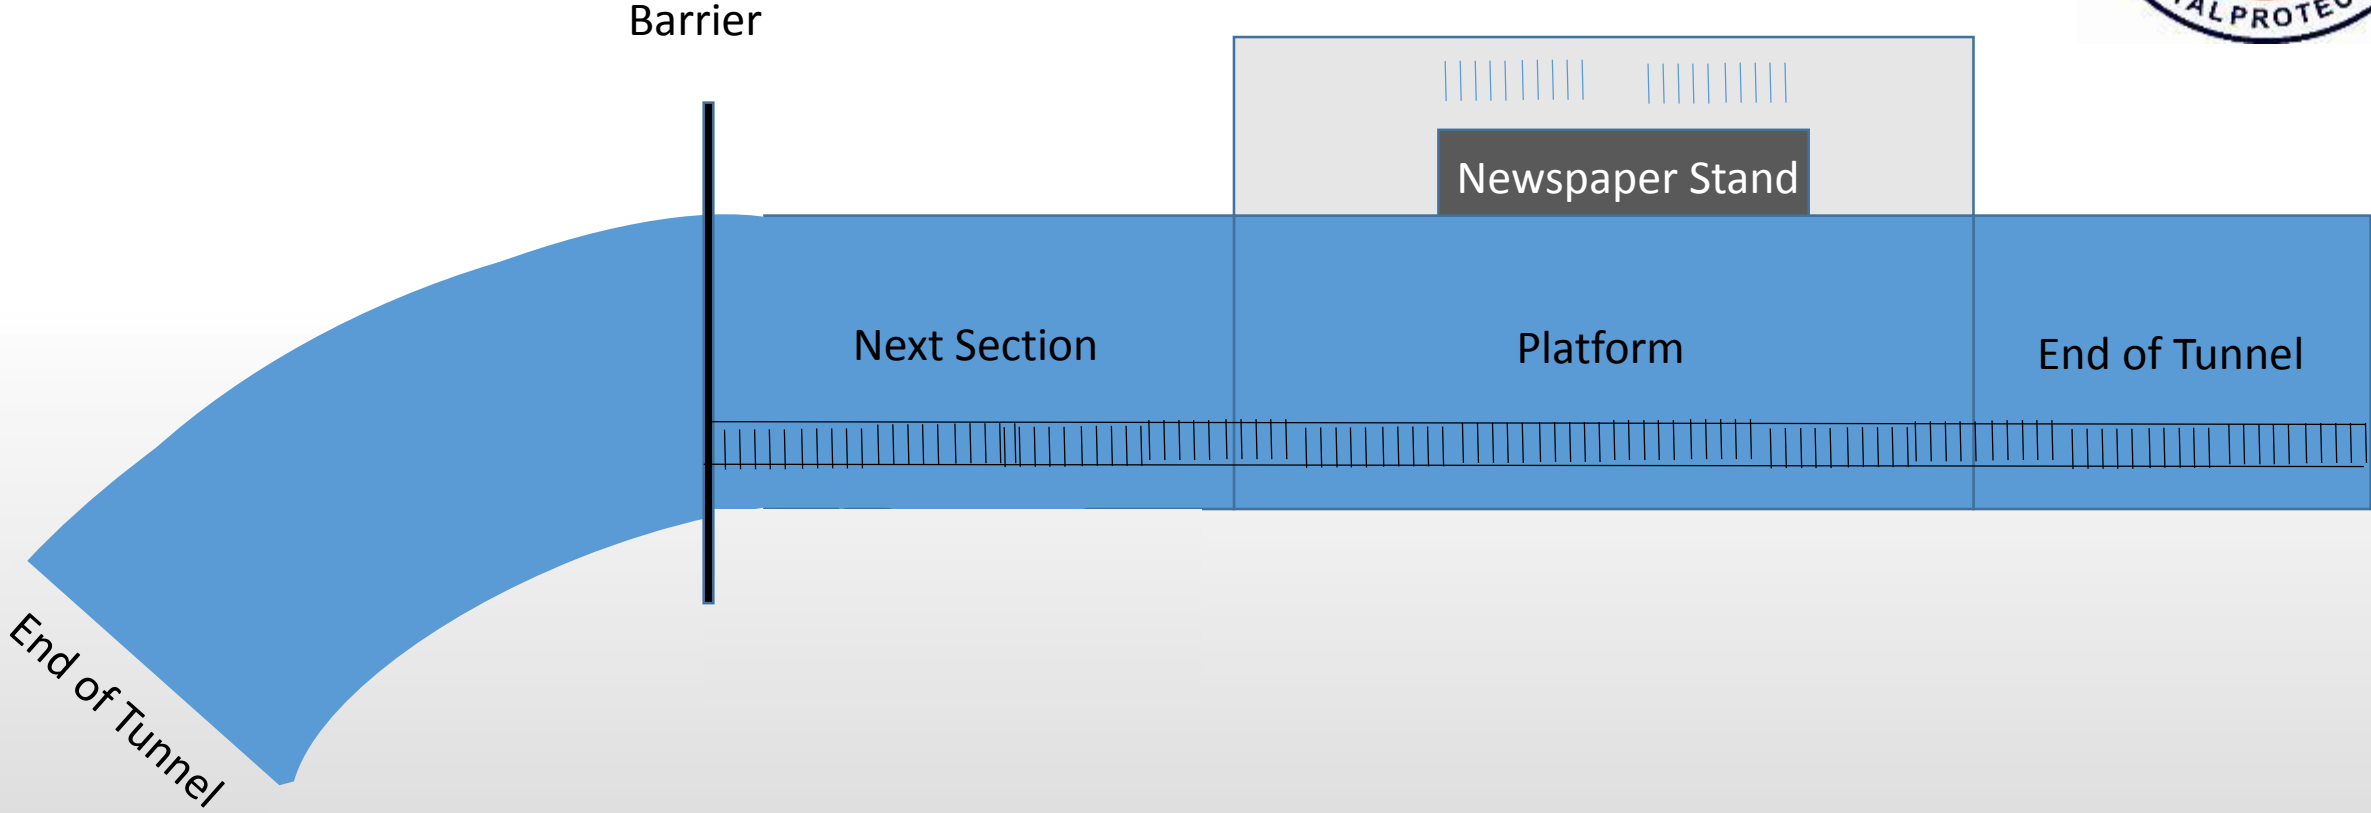 Barrier
Newspaper Stand
Next Section
Platform
End of Tunnel
End of Tunnel